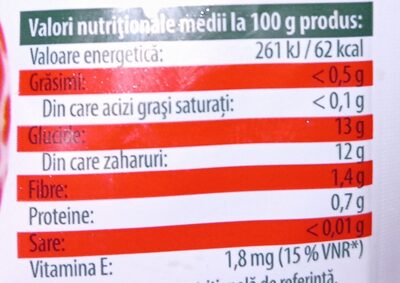 Valori nutriționale medii la 100 g produs:
Valoare energetică: 261 kJ / 62 kcal
Grăsimi: < 0,5 g
Din care acizi grași saturați: < 0,1 g
Glucide: 13 g
Din care zaharuri: 12 g
Fibre: 1,4 g
Proteine: 0,7 g
Sare: < 0,01 g
Vitamina E: 1,8 mg (15 % VNR*)
de referință.